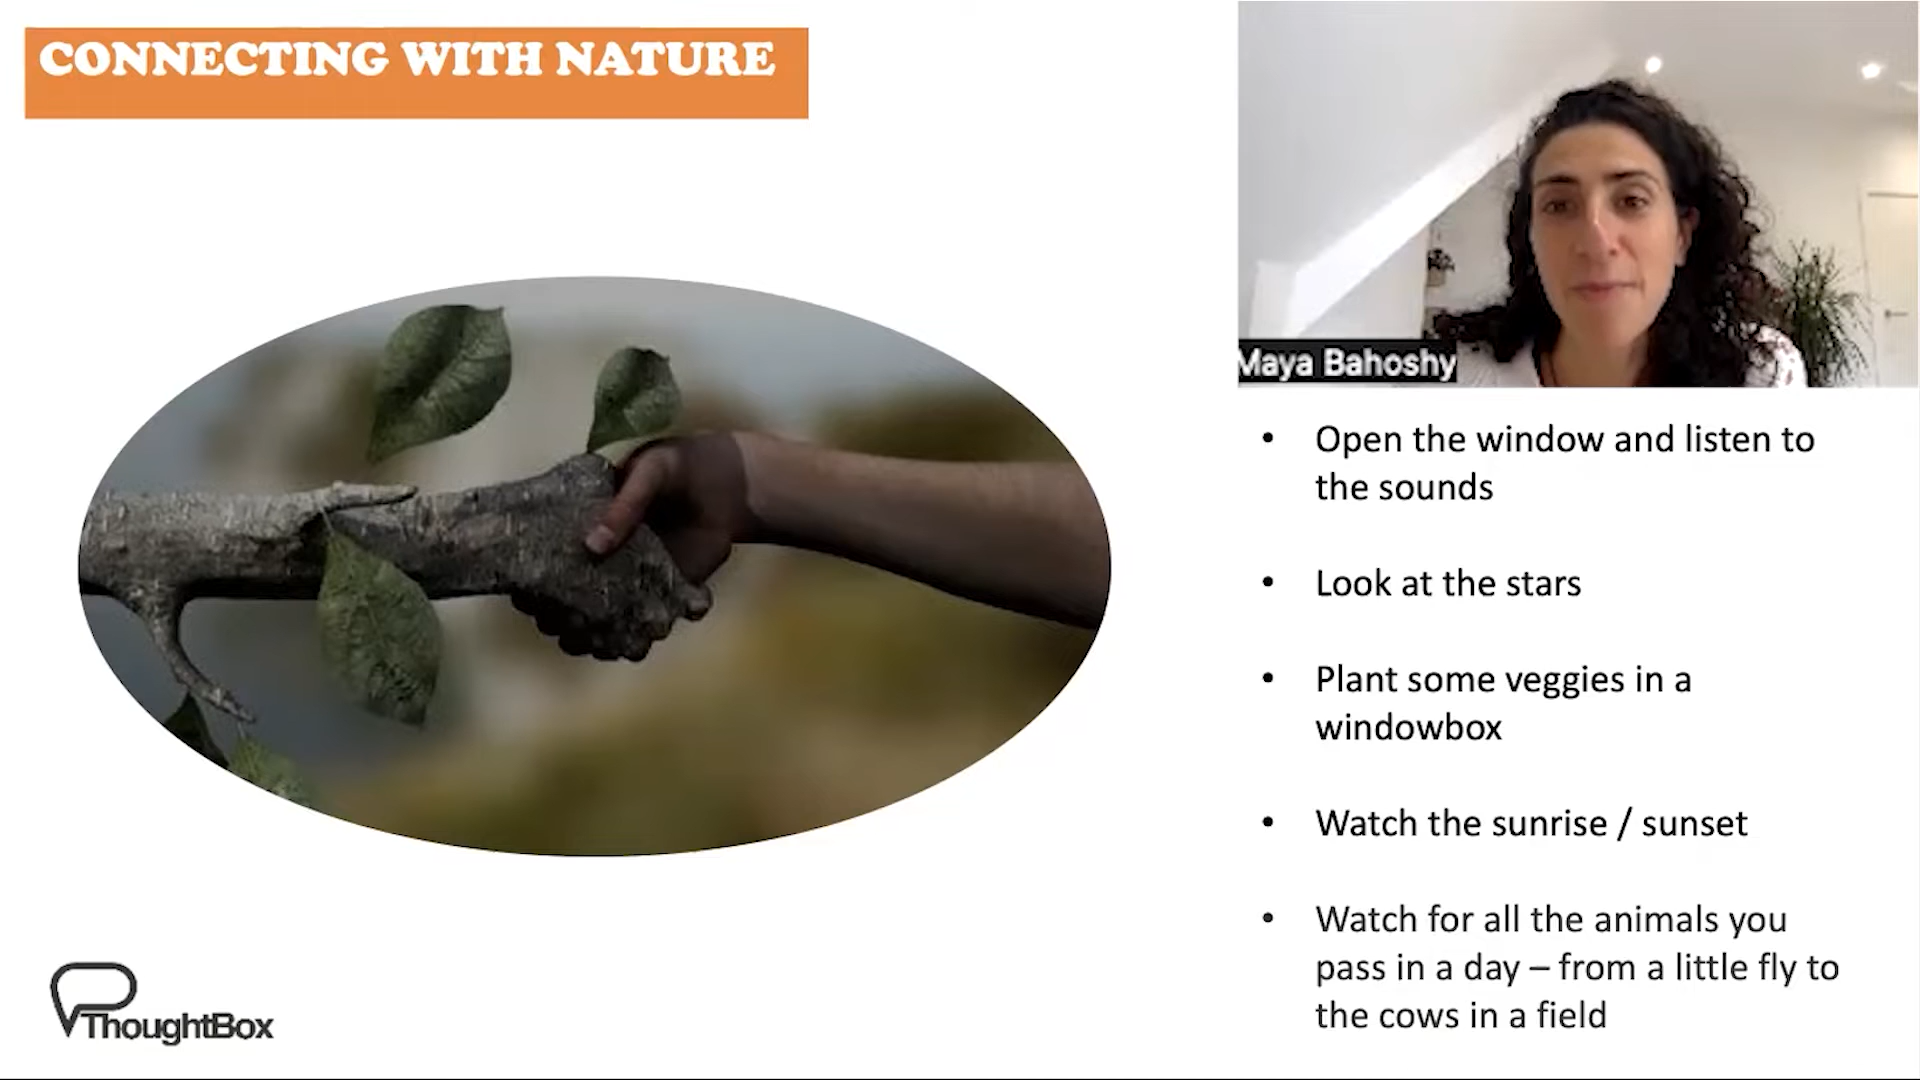 CONNECTING WITH NATURE
Maya Bahoshy
• Open the window and listen to
the sounds
• Look at the stars
• Plant some veggies in a
windowbox
• Watch the sunrise / sunset
• Watch for all the animals you
pass in a day – from a little fly to
the cows in a field
ThoughtBox